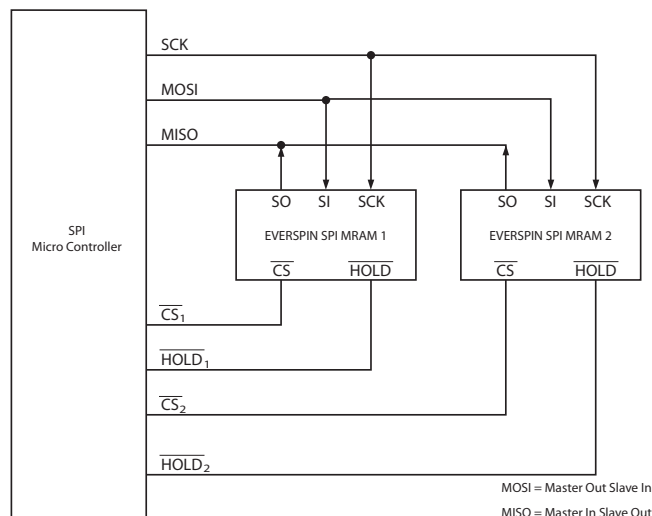 SCK
MOSI
MISO
SO SI SCK
SO SI SCK
SPI
Micro Controller
EVERSPIN SPI MRAM 1
EVERSPIN SPI MRAM 2
CS HOLD
CS HOLD
CS1
HOLD1
CS2
HOLD2
MOSI = Master Out Slave In
MISO = Master In Slave Out